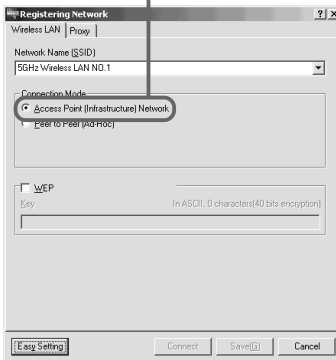 Registering Network
Wireless LAN Proxy
Network Name (SSID)
5GHz Wireless LAN NO.1
Connection Mode
Access Point (Infrastructure) Network
Peer to Peer (Ad-Hoc)
WEP
Key In ASCII, 0 characters(40 bits encryption)
Easy Setting Connect Save(G) Cancel